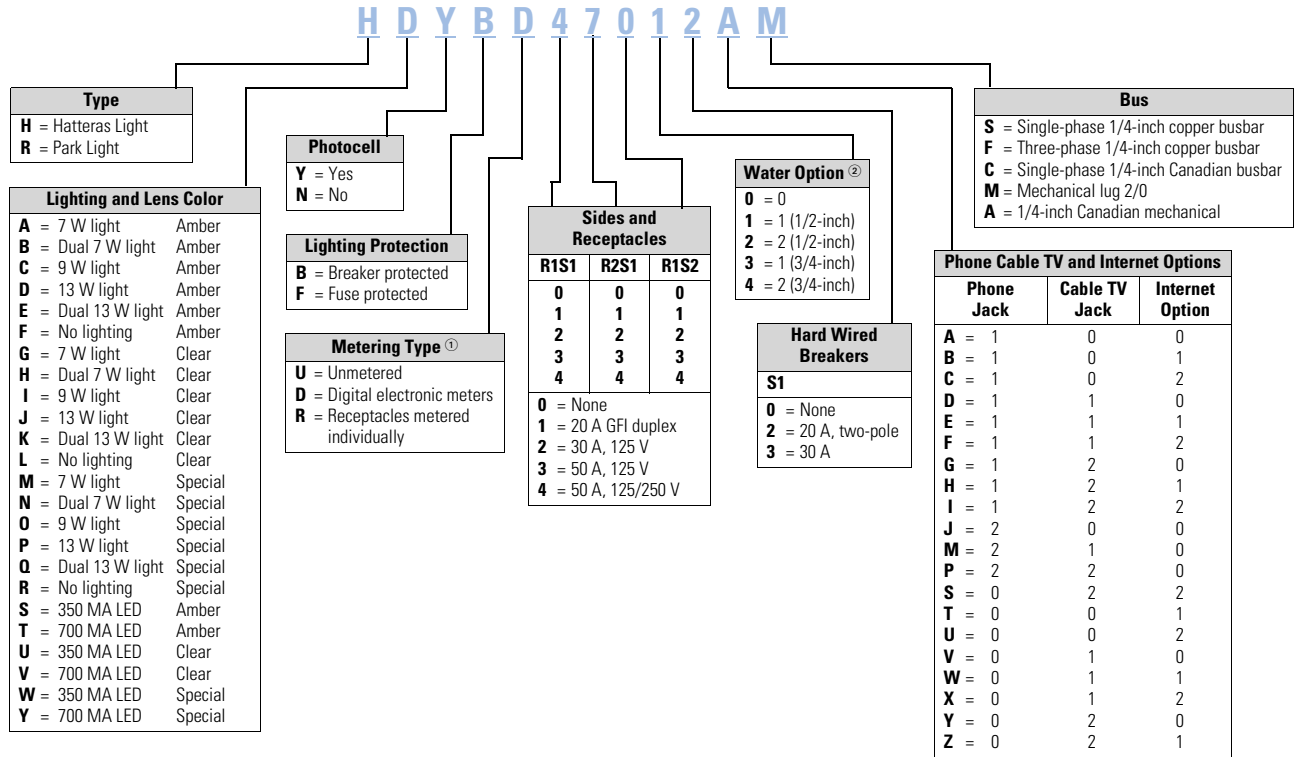 H D Y B D 4 7 0 1 2 A M
Type
H = Hatteras Light
R = Park Light
Lighting and Lens Color
A = 7 W light Amber
B = Dual 7 W light Amber
C = 9 W light Amber
D = 13 W light Amber
E = Dual 13 W light Amber
F = No lighting Amber
G = 7 W light Clear
H = Dual 7 W light Clear
I = 9 W light Clear
J = 13 W light Clear
K = Dual 13 W light Clear
L = No lighting Clear
M = 7 W light Special
N = Dual 7 W light Special
O = 9 W light Special
P = 13 W light Special
Q = Dual 13 W light Special
R = No lighting Special
S = 350 MA LED Amber
T = 700 MA LED Amber
U = 350 MA LED Clear
V = 700 MA LED Clear
W = 350 MA LED Special
Y = 700 MA LED Special
Photocell
Y = Yes
N = No
Lighting Protection
B = Breaker protected
F = Fuse protected
Metering Type ①
U = Unmetered
D = Digital electronic meters
R = Receptacles metered
individually
Sides and
Receptacles
R1S1 R2S1 R1S2
0 0 0
1 1 1
2 2 2
3 3 3
4 4 4
0 = None
1 = 20 A GFI duplex
2 = 30 A, 125 V
3 = 50 A, 125 V
4 = 50 A, 125/250 V
Water Option ②
0 = 0
1 = 1 (1/2-inch)
2 = 2 (1/2-inch)
3 = 1 (3/4-inch)
4 = 2 (3/4-inch)
Hard Wired
Breakers
S1
0 = None
2 = 20 A, two-pole
3 = 30 A
Bus
S = Single-phase 1/4-inch copper busbar
F = Three-phase 1/4-inch copper busbar
C = Single-phase 1/4-inch Canadian busbar
M = Mechanical lug 2/0
A = 1/4-inch Canadian mechanical
Phone Cable TV and Internet Options
Phone Cable TV Internet
Jack Jack Option
A = 1 0 0
B = 1 0 1
C = 1 0 2
D = 1 1 0
E = 1 1 1
F = 1 1 2
G = 1 2 0
H = 1 2 1
I = 1 2 2
J = 2 0 0
M = 2 1 0
P = 2 2 0
S = 0 2 2
T = 0 0 1
U = 0 0 2
V = 0 1 0
W = 0 1 1
X = 0 1 2
Y = 0 2 0
Z = 0 2 1